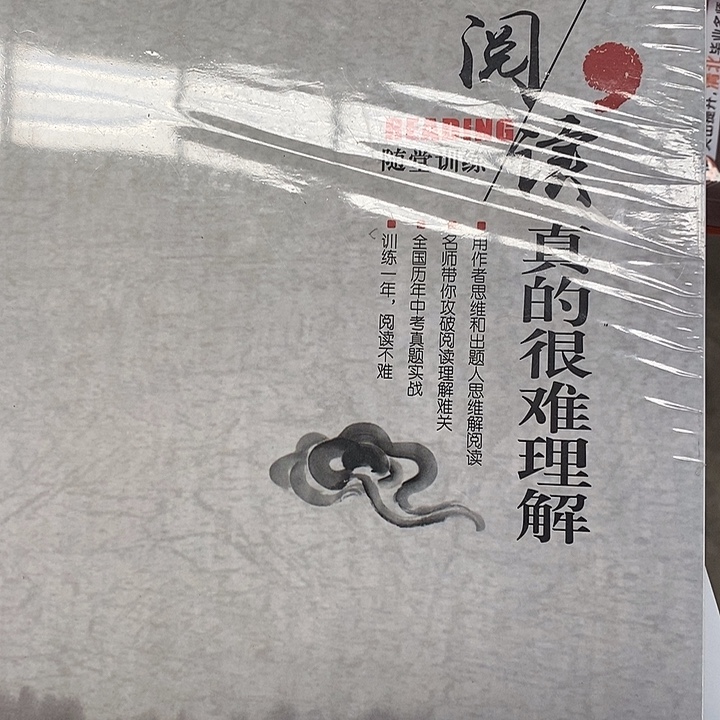 阅读
真的很难理解
READING
随堂训练
用作者思维和出题人思维解阅读
名师带你攻破阅读理解难关
全国历年中考真题实战
训练一年，阅读不难